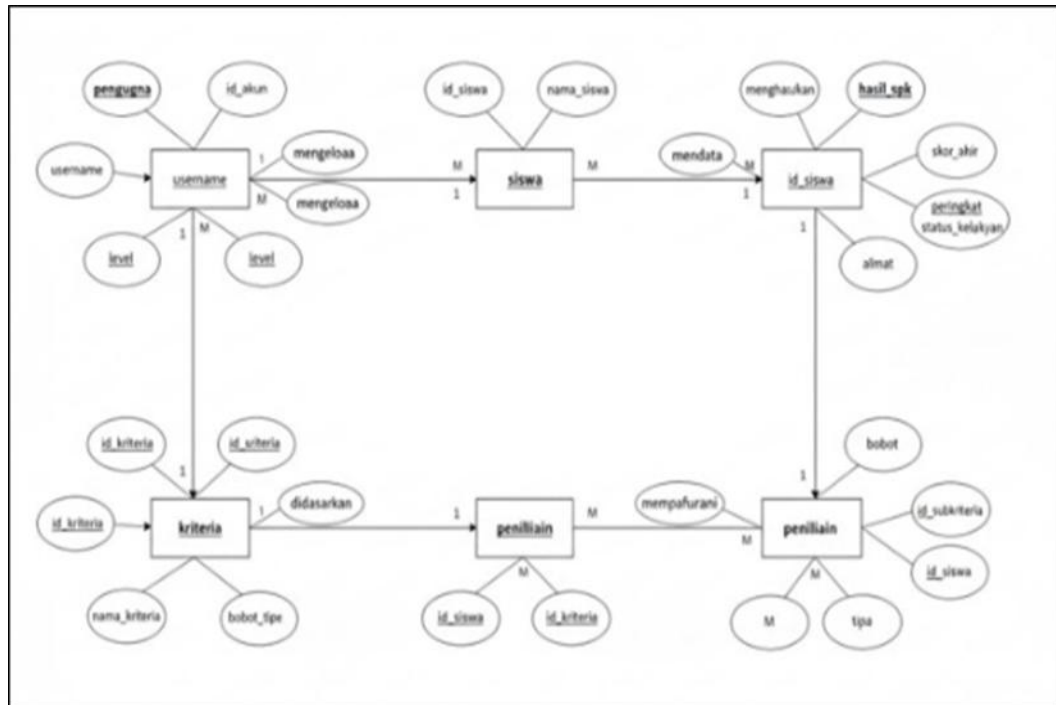 pengugna
id_akun
id_siswa
nama_siswa
menghaukan
hasil_spk
username
username
1
mengeloaa
M
mengeloaa
M
1
siswa
M
mendata
M
1
id_siswa
skor_ahir
peringkat
status_kelakyan
1
M
level
level
1
almat
id_kriteria
id_sriteria
1
id_kriteria
kriteria
1
didasarkan
1
peniliain
M
mempafurani
M
1
peniliain
bobot
id_subkriteria
id_siswa
nama_kriteria
bobot_tipe
M
id_siswa
id_kriteria
M
M
tipa